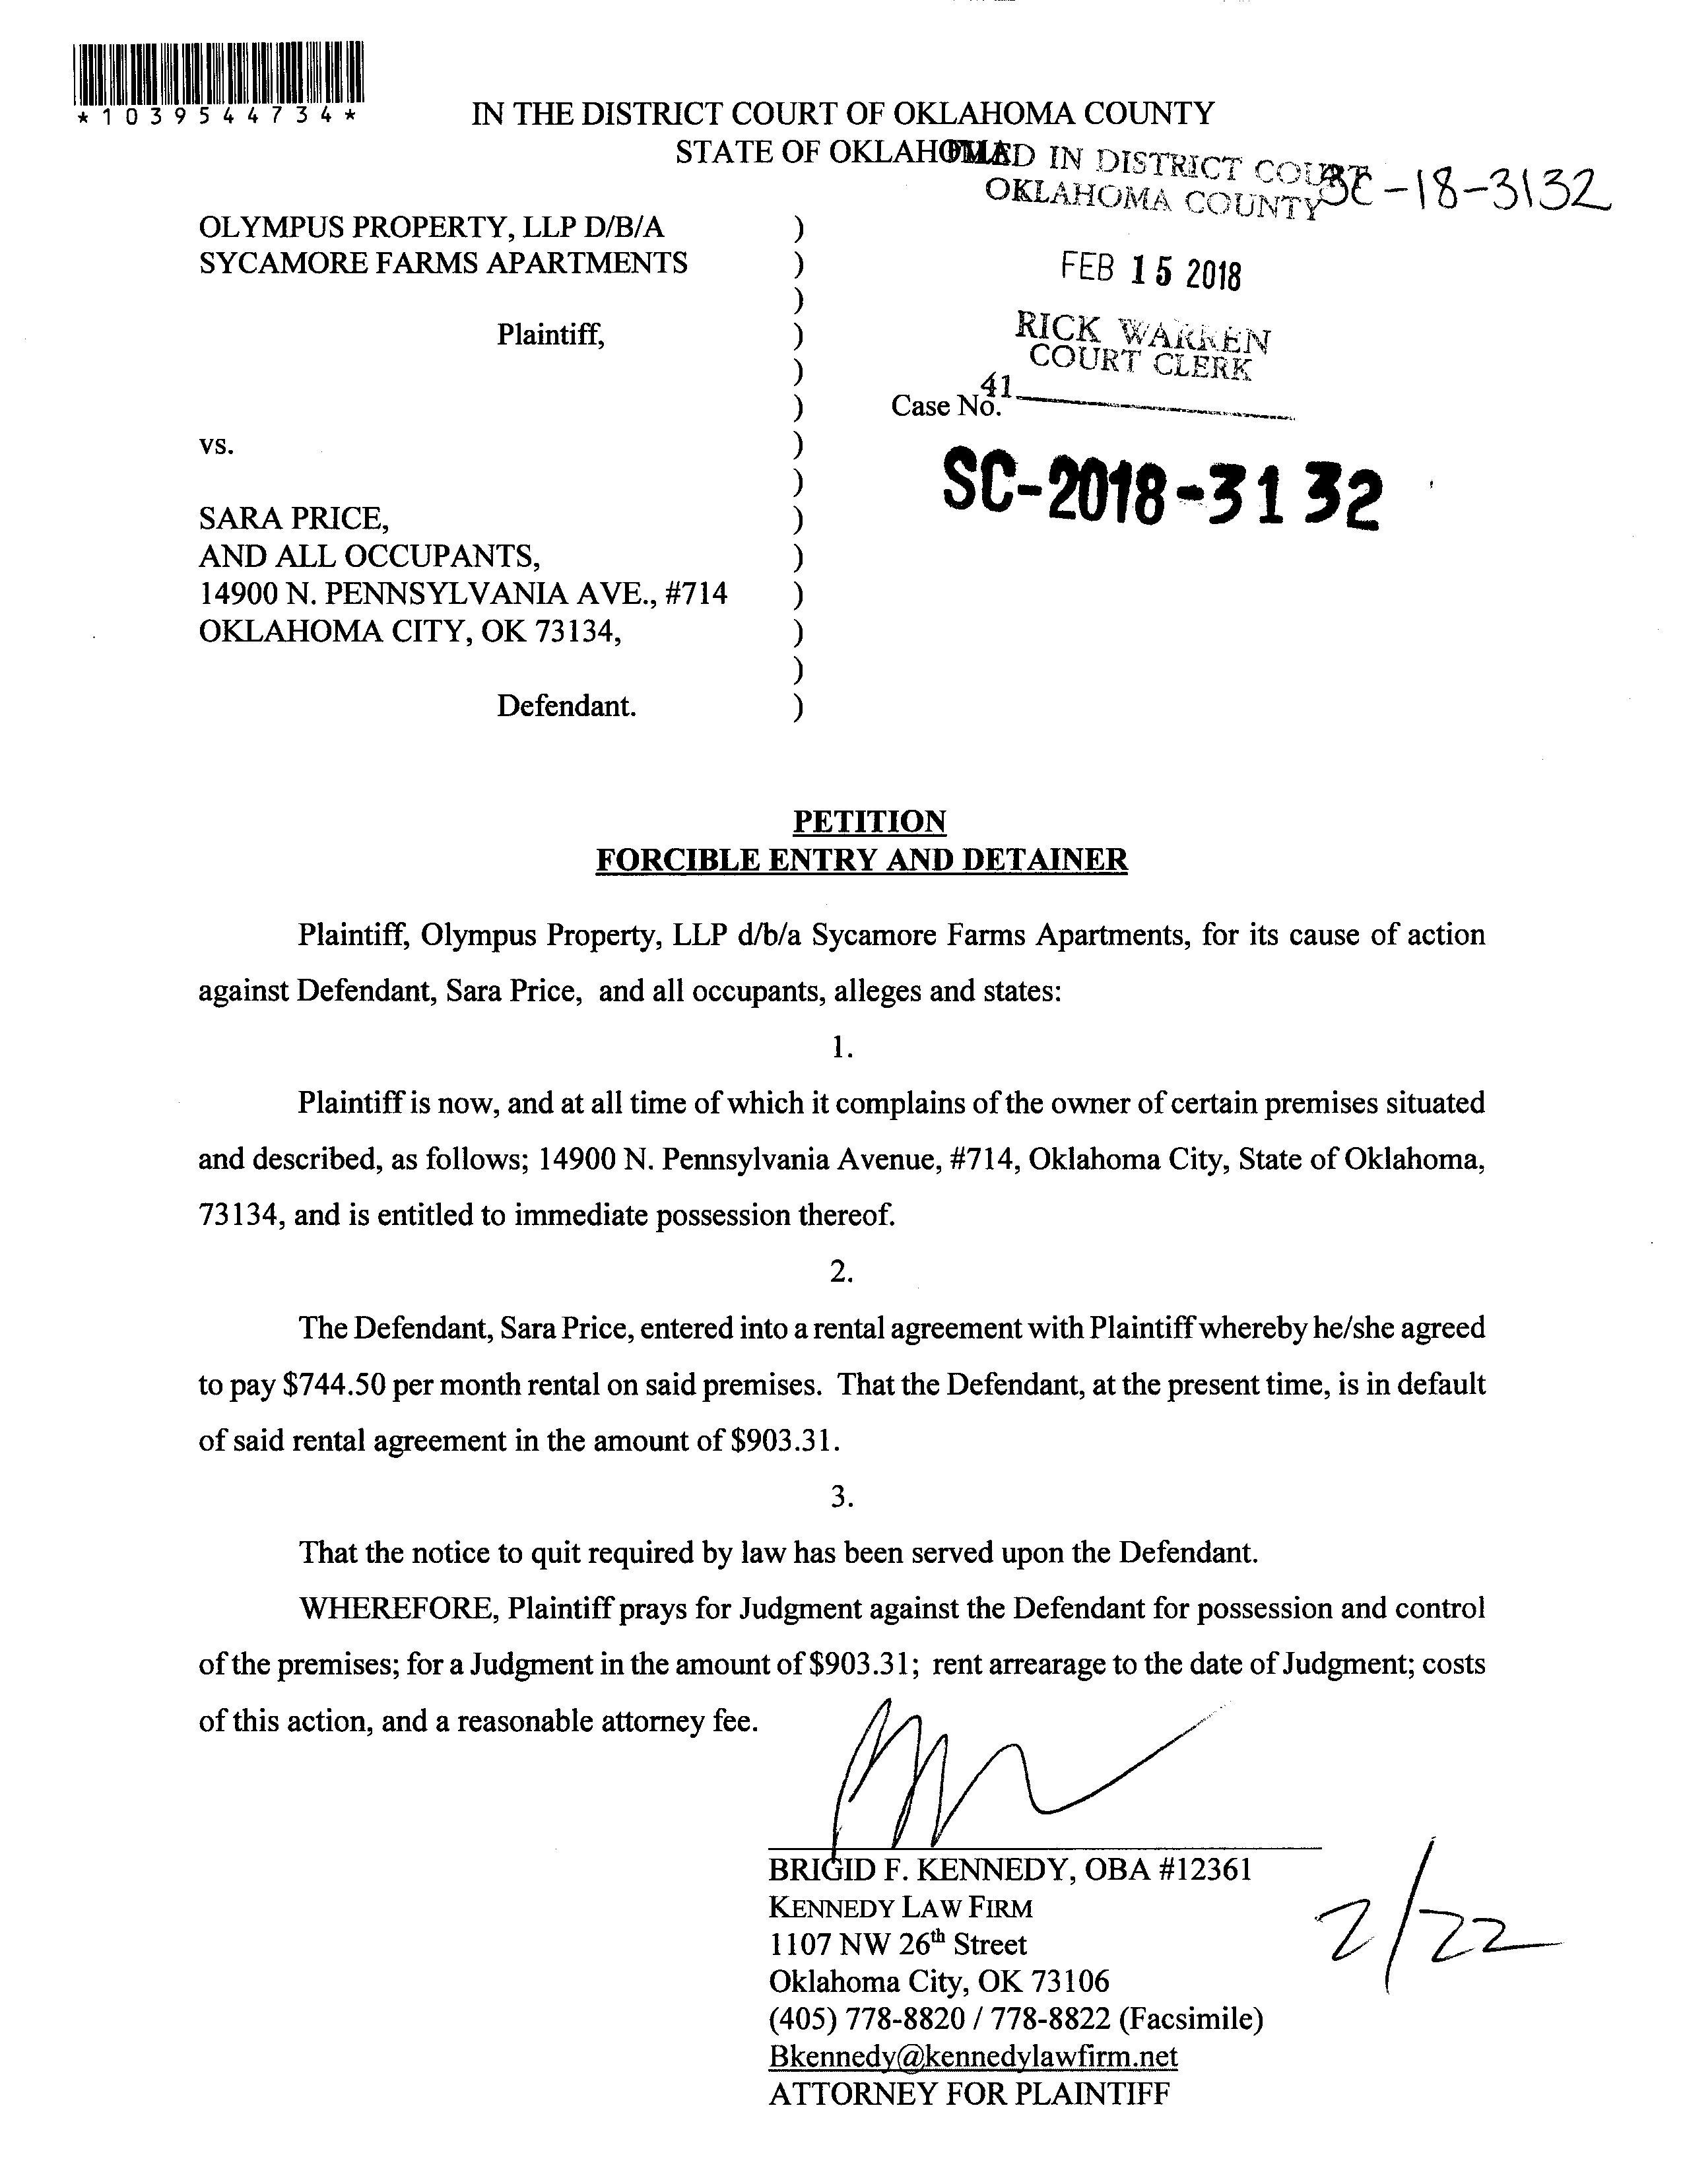 *1039544734*
IN THE DISTRICT COURT OF OKLAHOMA COUNTY
STATE OF OKLAHOMA
FILED IN DISTRICT COURT
OKLAHOMA COUNTY
SC-18-3132
OLYMPUS PROPERTY, LLP D/B/A )
SYCAMORE FARMS APARTMENTS )
)
FEB 15 2018
Plaintiff, )
RICK WARREN
COURT CLERK
)
41
) Case No.
vs. )
SC-2018-3132
)
SARA PRICE, )
AND ALL OCCUPANTS, )
14900 N. PENNSYLVANIA AVE., #714 )
OKLAHOMA CITY, OK 73134, )
)
Defendant. )
PETITION
FORCIBLE ENTRY AND DETAINER
Plaintiff, Olympus Property, LLP d/b/a Sycamore Farms Apartments, for its cause of action
against Defendant, Sara Price, and all occupants, alleges and states:
1.
Plaintiff is now, and at all time of which it complains of the owner of certain premises situated
and described, as follows; 14900 N. Pennsylvania Avenue, #714, Oklahoma City, State of Oklahoma,
73134, and is entitled to immediate possession thereof.
2.
The Defendant, Sara Price, entered into a rental agreement with Plaintiff whereby he/she agreed
to pay $744.50 per month rental on said premises. That the Defendant, at the present time, is in default
of said rental agreement in the amount of $903.31.
3.
That the notice to quit required by law has been served upon the Defendant.
WHEREFORE, Plaintiff prays for Judgment against the Defendant for possession and control
of the premises; for a Judgment in the amount of $903.31; rent arrearage to the date of Judgment; costs
of this action, and a reasonable attorney fee.
BRIGID F. KENNEDY, OBA #12361
KENNEDY LAW FIRM
1107 NW 26th Street
2/22
Oklahoma City, OK 73106
(405) 778-8820 / 778-8822 (Facsimile)
Bkennedy@kennedylawfirm.net
ATTORNEY FOR PLAINTIFF